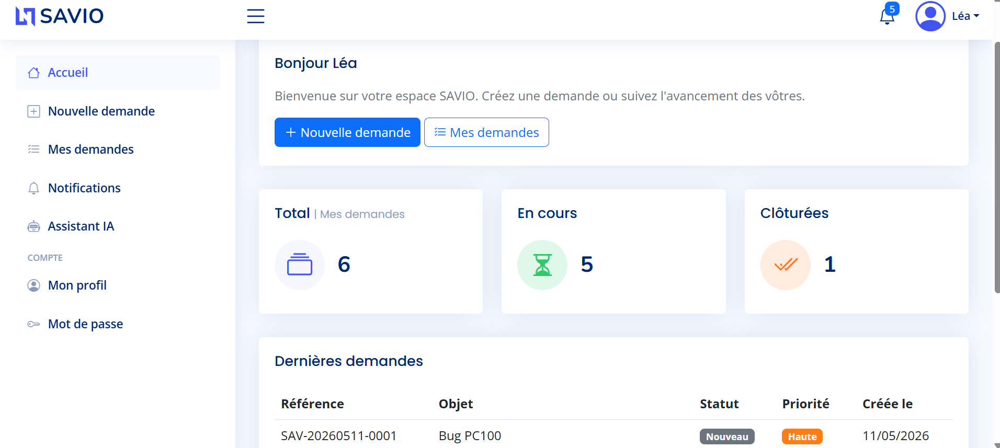 SAVIO
5
Léa
Accueil
Nouvelle demande
Mes demandes
Notifications
Assistant IA
COMPTE
Mon profil
Mot de passe
Bonjour Léa
Bienvenue sur votre espace SAVIO. Créez une demande ou suivez l'avancement des vôtres.
Nouvelle demande Mes demandes
Total | Mes demandes
6
En cours
5
Clôturées
1
Dernières demandes
Référence Objet Statut Priorité Créée le
SAV-20260511-0001 Bug PC100 Nouveau Haute 11/05/2026